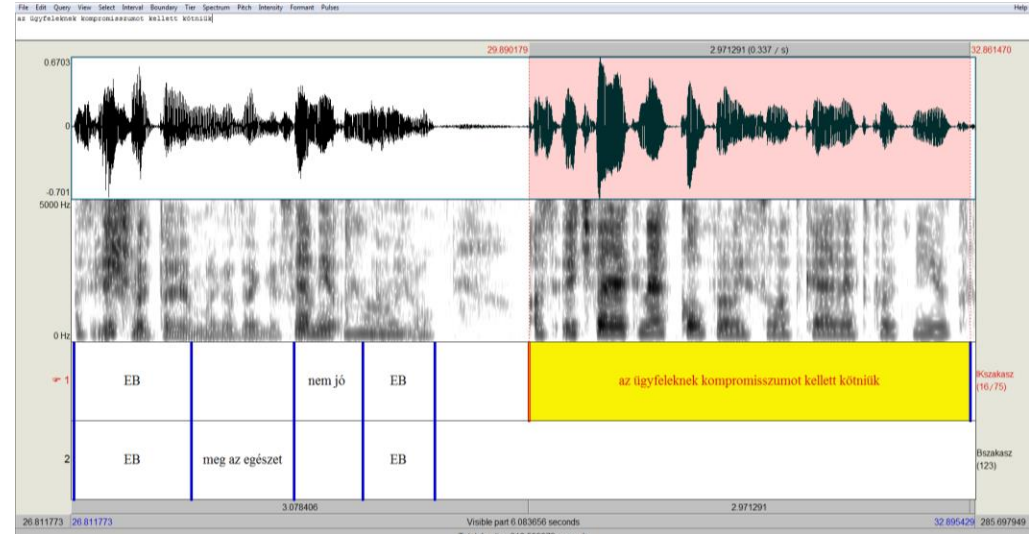 File Edit Query View Select Interval Boundary Tier Spectrum Pitch Intensity Formant Pulses Help
az ügyfeleknek kompromisszumot kellett kötniük
29.890179 2.971291 (0.337 / s) 32.861470
0.6703
0
-0.701
5000 Hz
0 Hz
1 EB nem jó EB az ügyfeleknek kompromisszumot kellett kötniük IKszakasz
(16/75)
2 EB meg az egészet EB Bszakasz
(123)
3.078406 2.971291
26.811773 26.811773 Visible part 6.083656 seconds 32.895429 285.697949